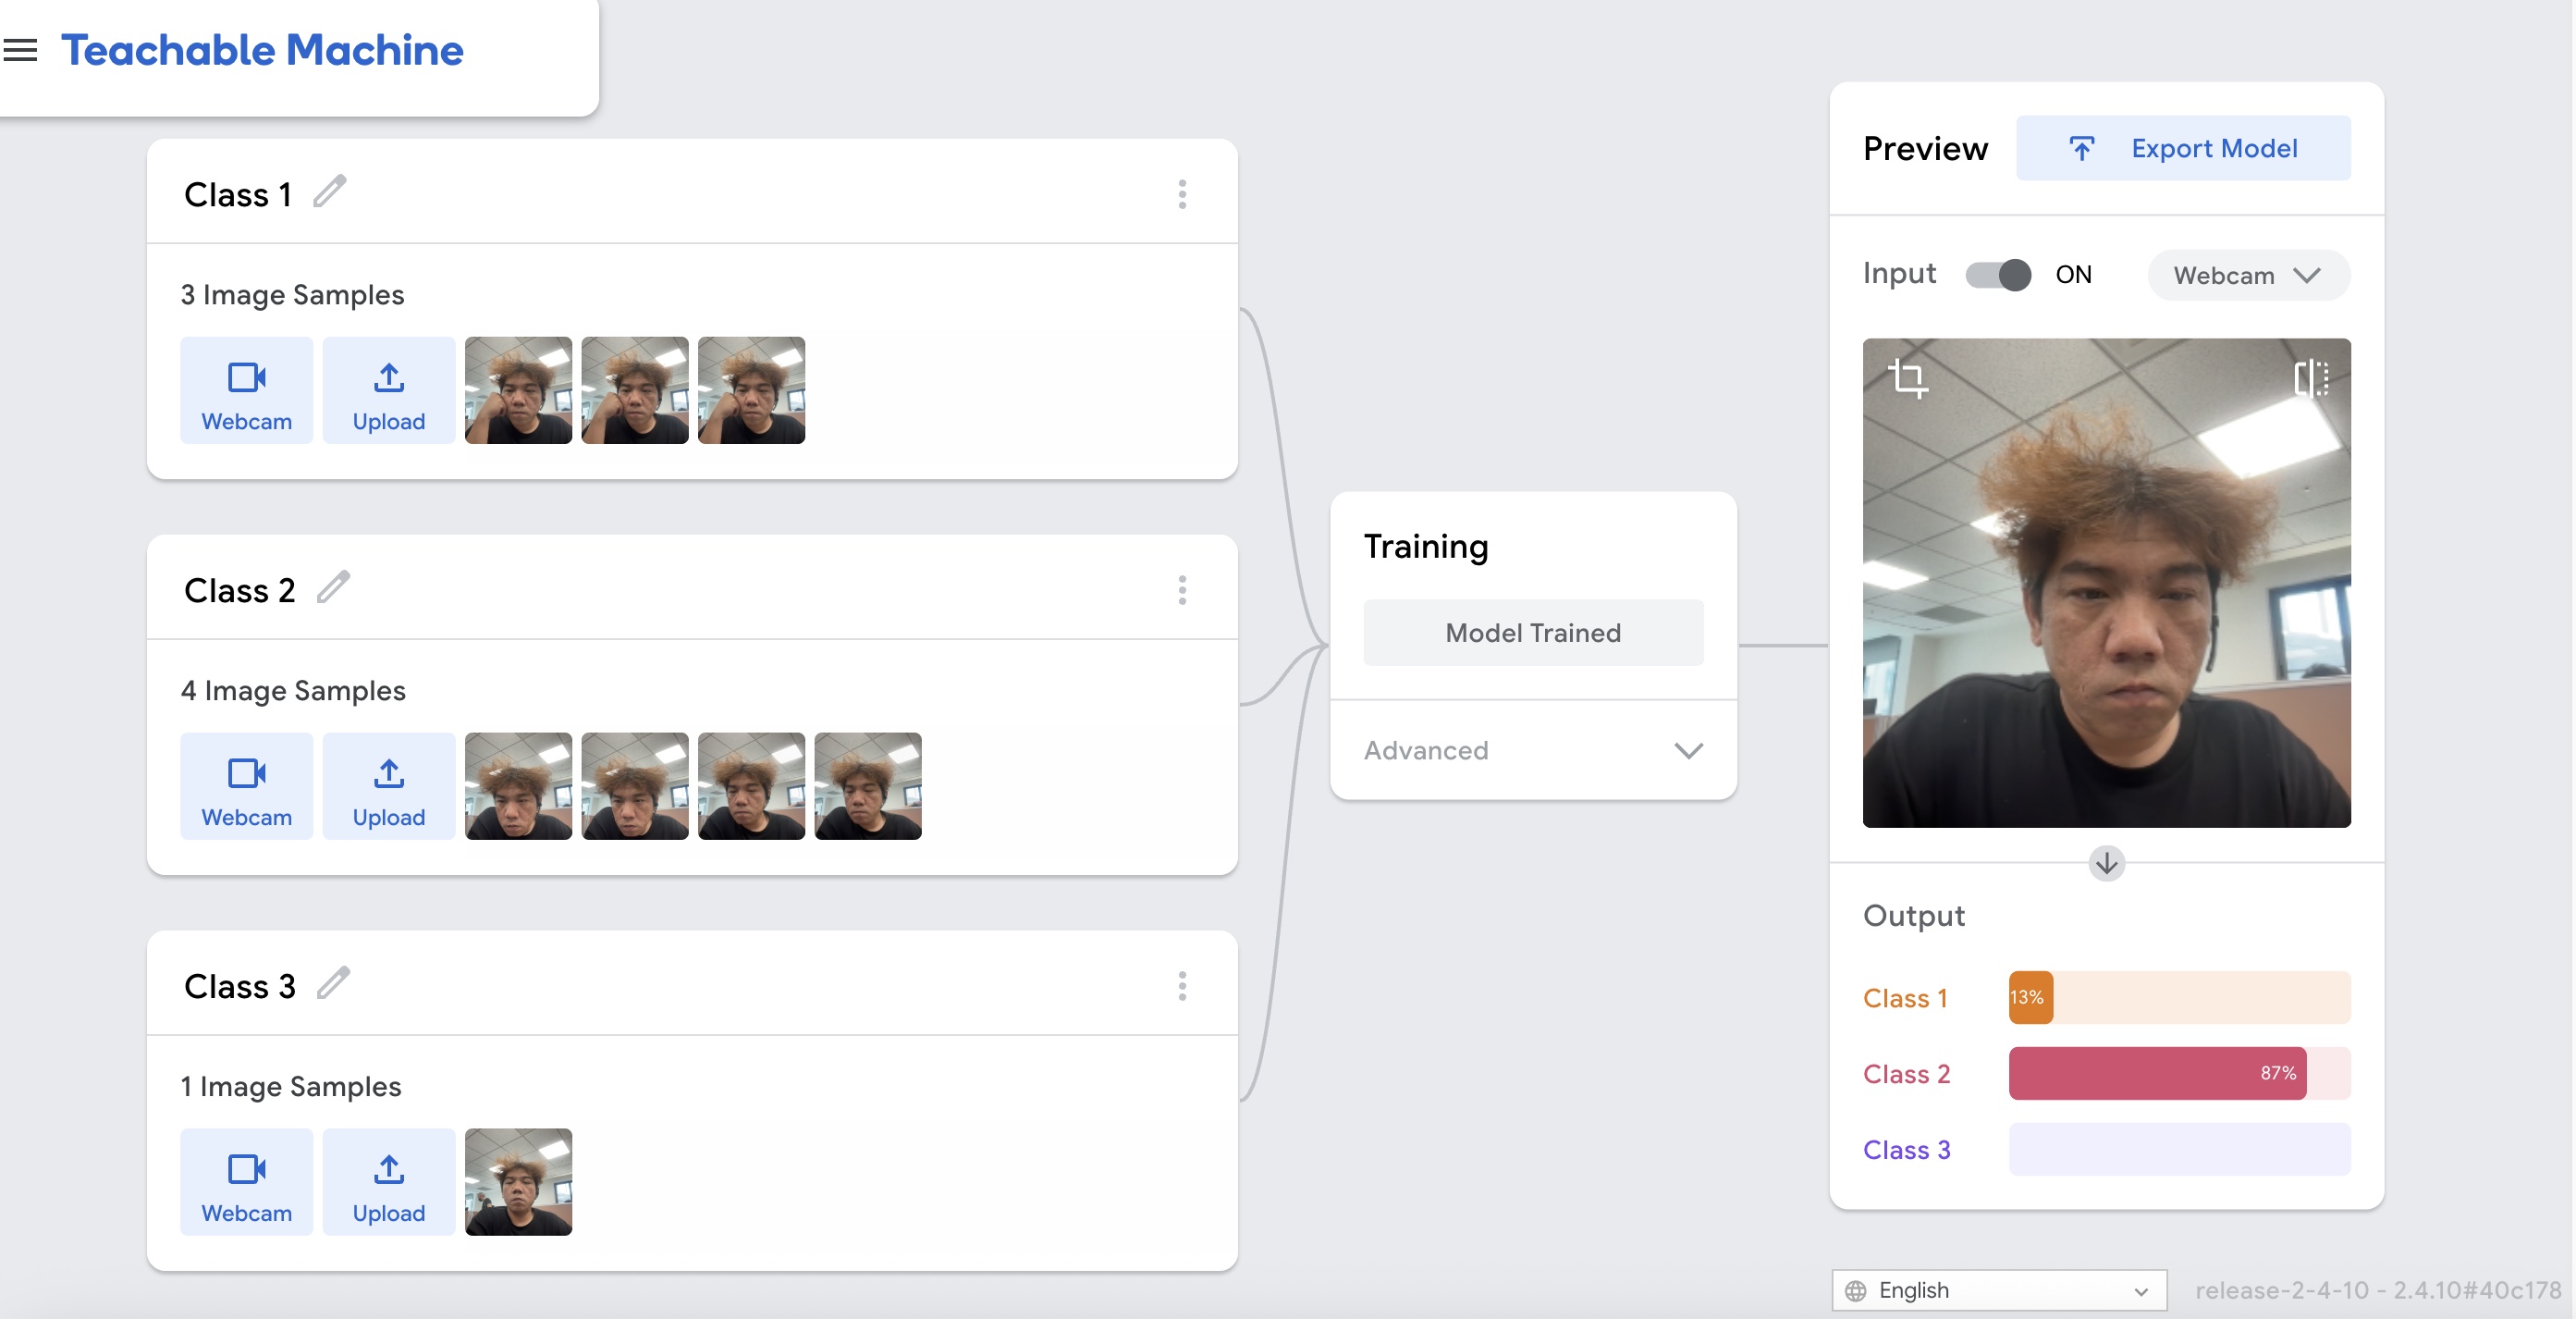 Teachable Machine
Class 1
3 Image Samples
Webcam
Upload
Class 2
4 Image Samples
Webcam
Upload
Class 3
1 Image Samples
Webcam
Upload
Training
Model Trained
Advanced
Preview
Export Model
Input
ON
Webcam
Output
Class 1
13%
Class 2
87%
Class 3
English
release-2-4-10 - 2.4.10#40c178